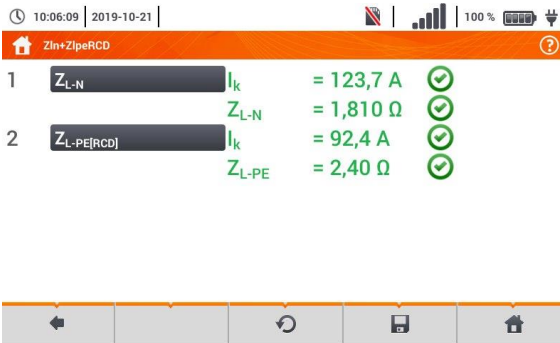 10:06:09 2019-10-21 100 %
Zln+ZlpeRCD ?
1 ZL-N Ik = 123,7 A
ZL-N = 1,810 Ω
2 ZL-PE[RCD] Ik = 92,4 A
ZL-PE = 2,40 Ω